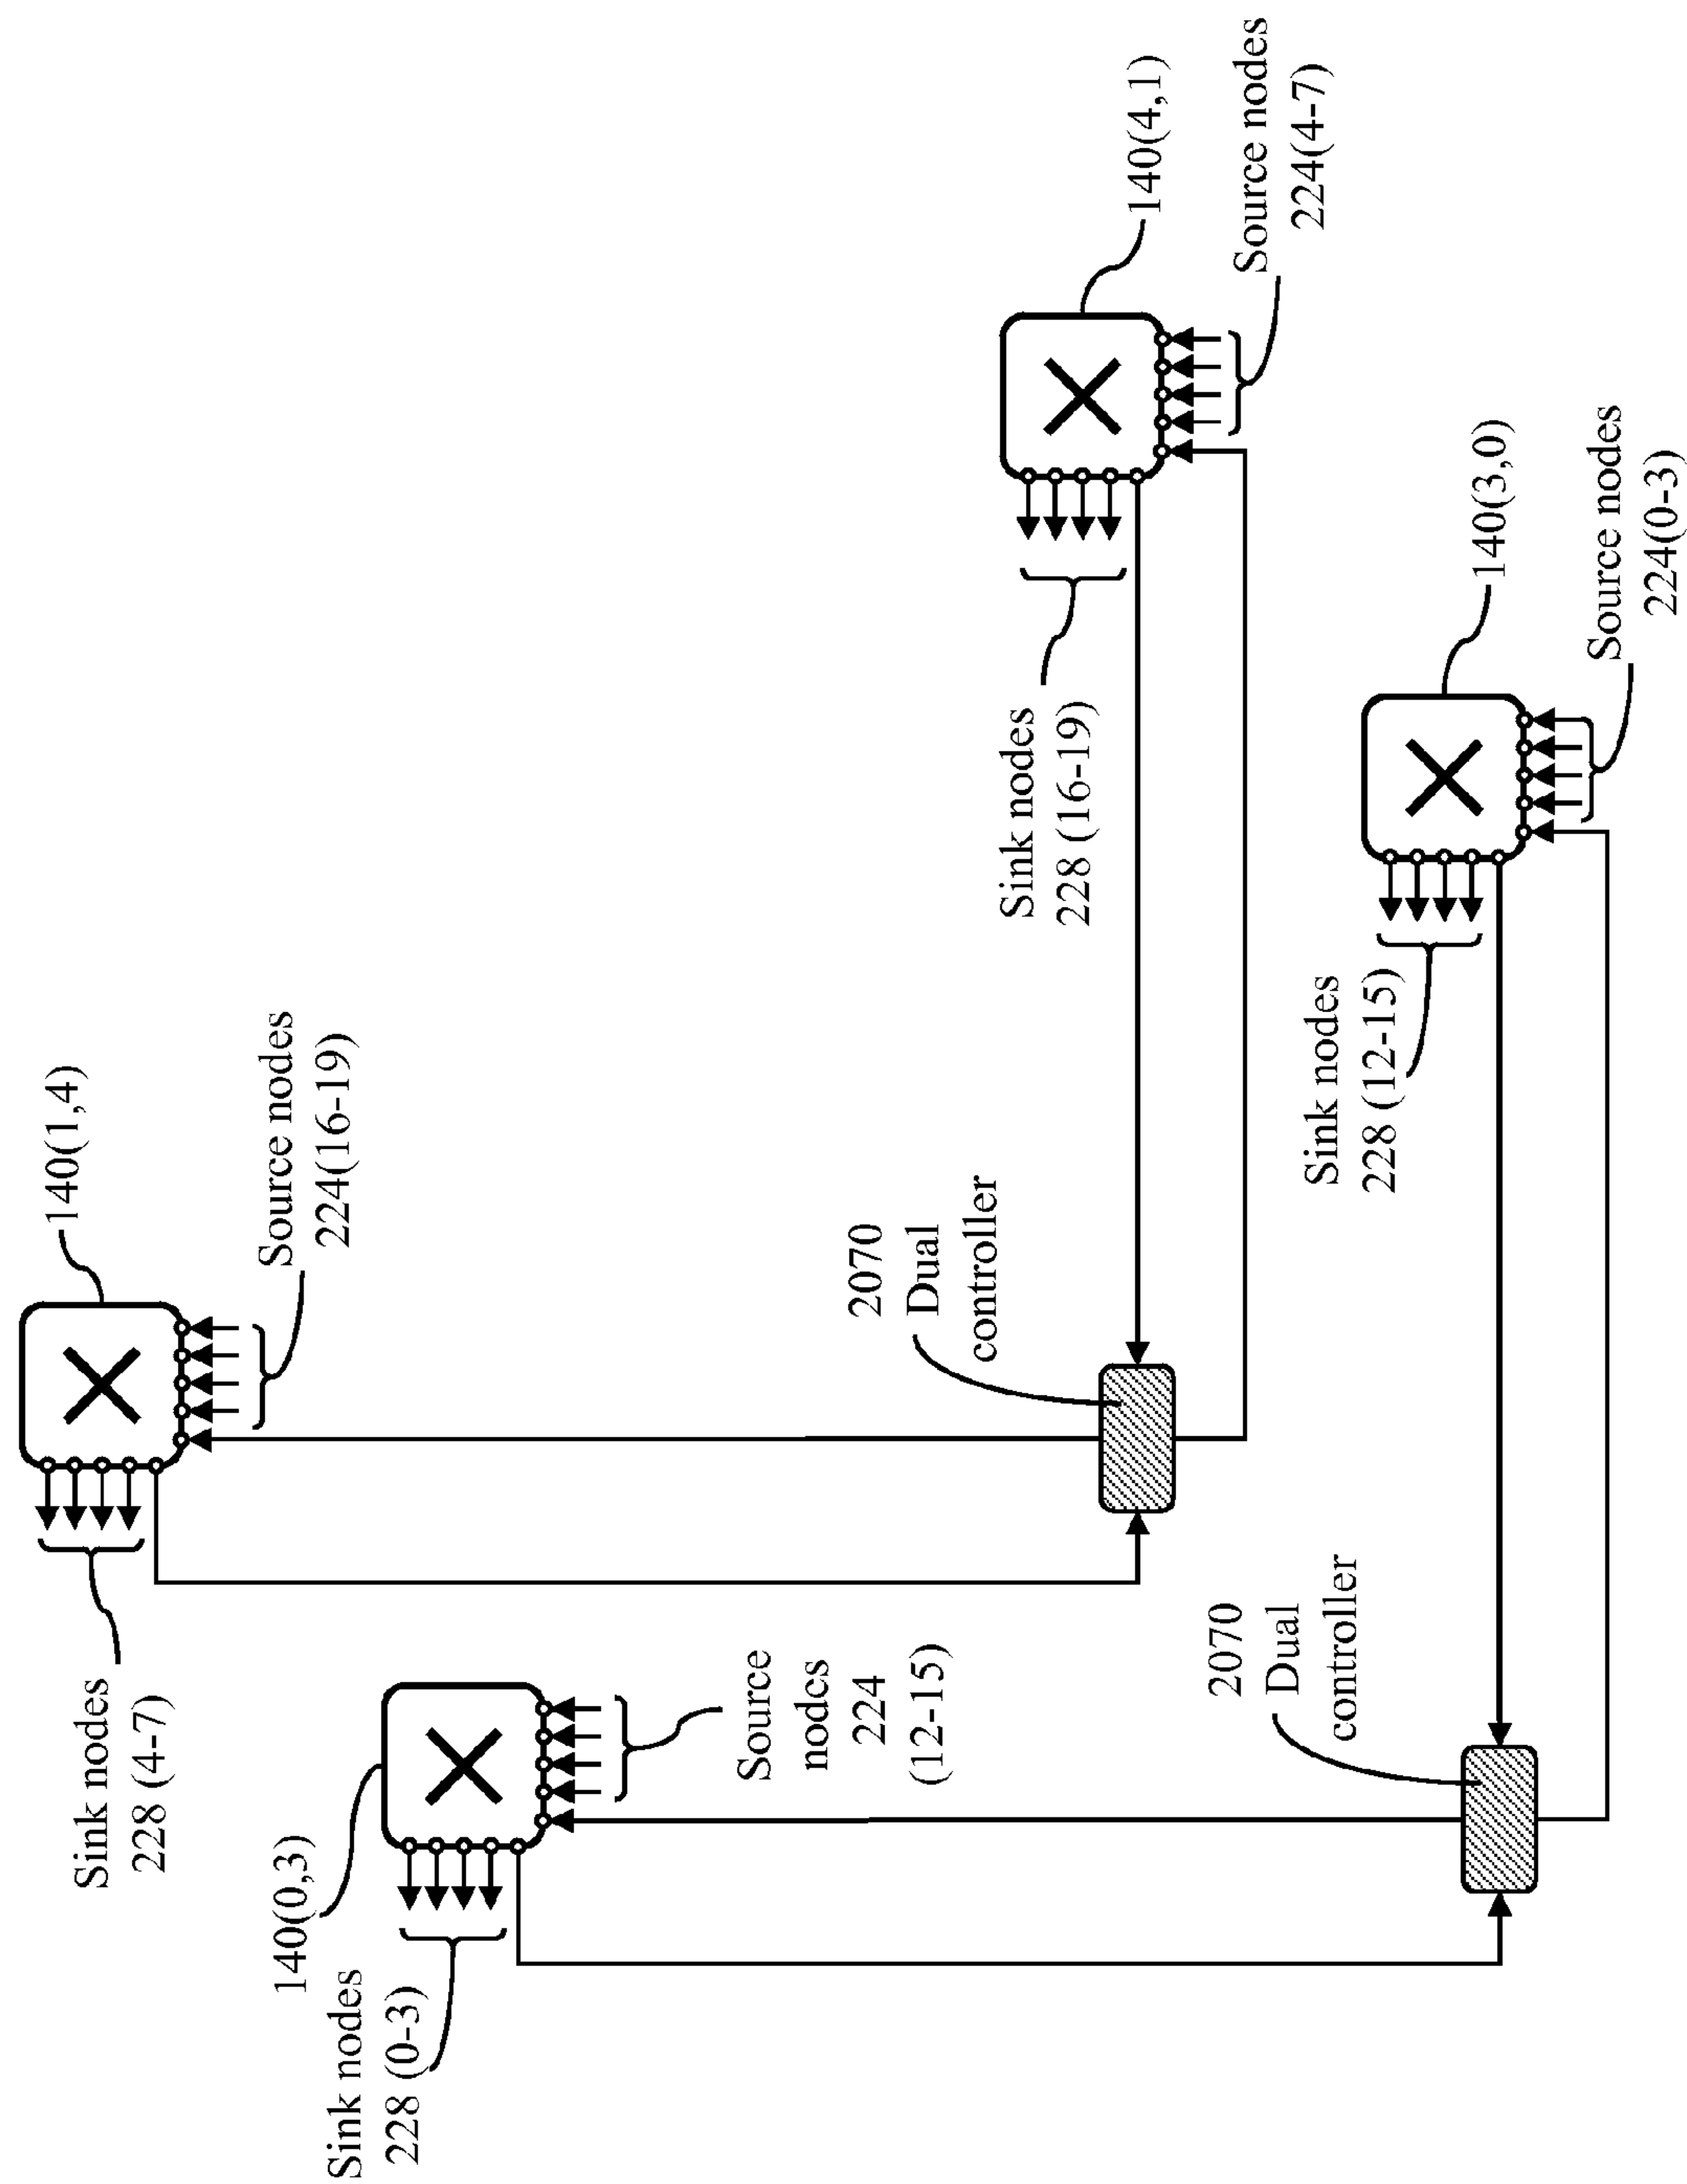 140(1,4)
Sink nodes
228 (4-7)
Source nodes
224(16-19)
140(0,3)
Sink nodes
228 (0-3)
Source
nodes
224
(12-15)
2070
Dual
controller
Sink nodes
228 (16-19)
140(4,1)
Source nodes
224(4-7)
2070
Dual
controller
Sink nodes
228 (12-15)
140(3,0)
Source nodes
224(0-3)